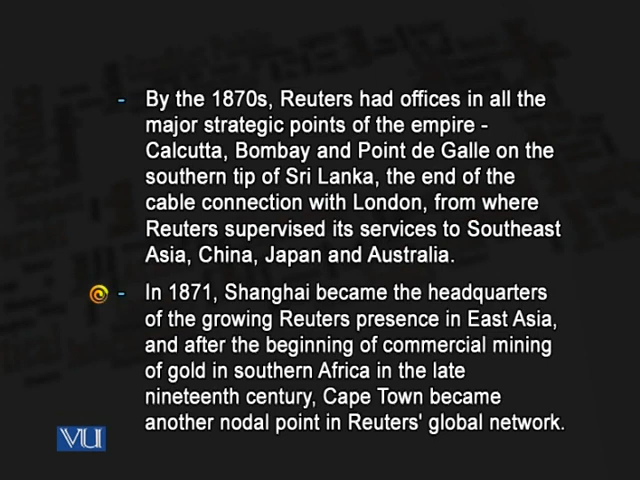 - By the 1870s, Reuters had offices in all the
major strategic points of the empire -
Calcutta, Bombay and Point de Galle on the
southern tip of Sri Lanka, the end of the
cable connection with London, from where
Reuters supervised its services to Southeast
Asia, China, Japan and Australia.
- In 1871, Shanghai became the headquarters
of the growing Reuters presence in East Asia,
and after the beginning of commercial mining
of gold in southern Africa in the late
nineteenth century, Cape Town became
another nodal point in Reuters' global network.
VU